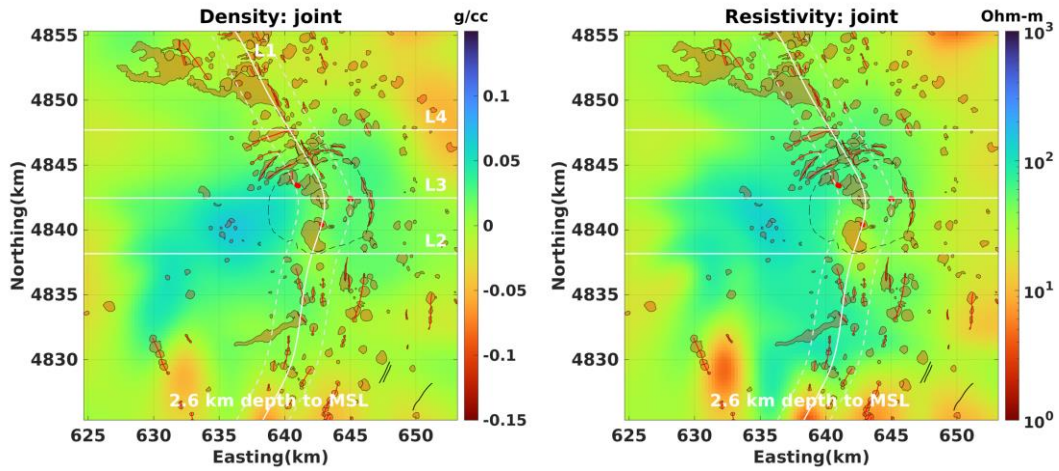 Density: joint
g/cc
4855
4850
4845
4840
4835
4830
Northing(km)
L1
L4
L3
L2
2.6 km depth to MSL
625 630 635 640 645 650
Easting(km)
0.1
0.05
0
-0.05
-0.1
-0.15
Resistivity: joint
Ohm-m
4855
4850
4845
4840
4835
4830
Northing(km)
2.6 km depth to MSL
625 630 635 640 645 650
Easting(km)
10³
10²
10¹
10⁰